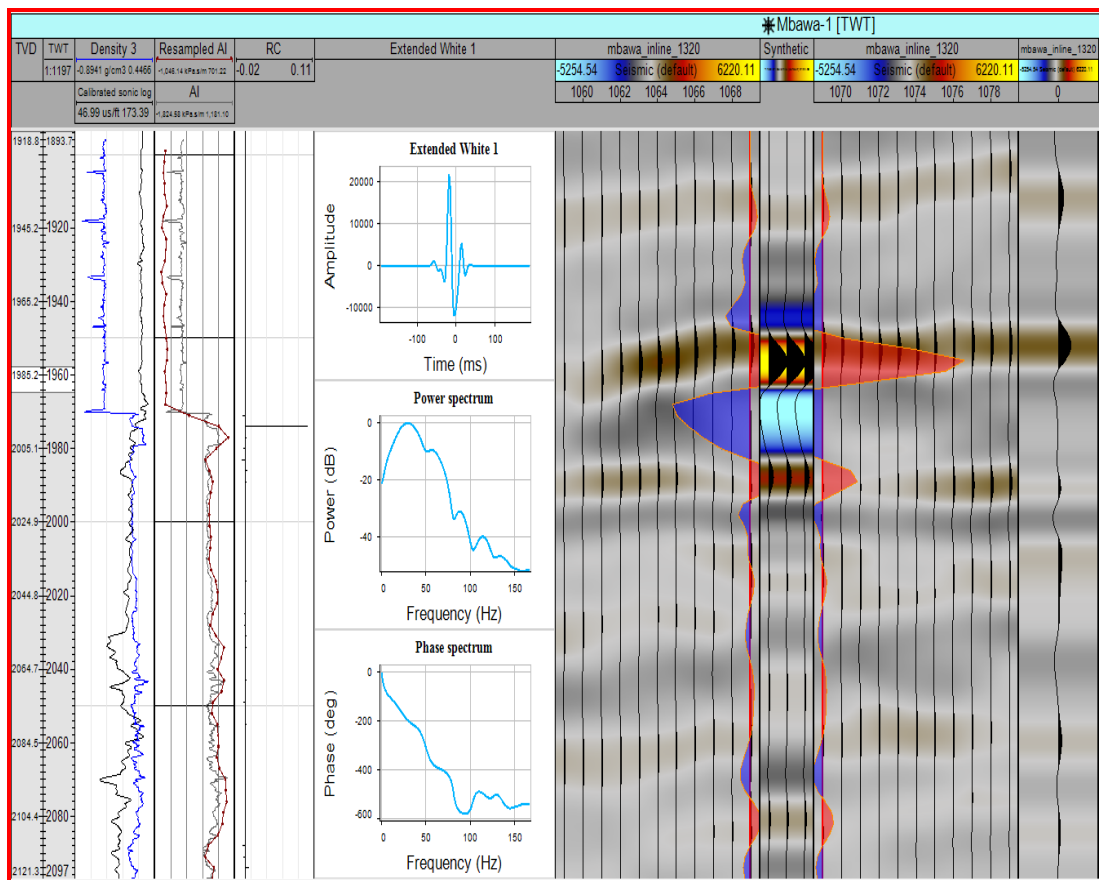 Mbawa-1 [TWT]
TVD TWT Density 3 Resampled AI RC Extended White 1 mbawa_inline_1320 Synthetic mbawa_inline_1320 mbawa_inline_1320
1:1197 -0.8941 g/cm3 0.4466 -0.02 0.11 -5254.54 Seismic (default) 6220.11 -5254.54 Seismic (default) 6220.11
Calibrated sonic log AI 1060 1062 1064 1066 1068 1070 1072 1074 1076 1078 0
46.99 us/ft 173.39
1918.8 1893.7
1945.2 1920
1965.2 1940
1985.2 1960
2005.1 1980
2024.9 2000
2044.8 2020
2064.7 2040
2084.5 2060
2104.4 2080
2121.3 2097
Extended White 1
Amplitude
20000
10000
0
-10000
-100 0 100
Time (ms)
Power spectrum
Power (dB)
0
-20
-40
0 50 100 150
Frequency (Hz)
Phase spectrum
Phase (deg)
0
-200
-400
-600
0 50 100 150
Frequency (Hz)